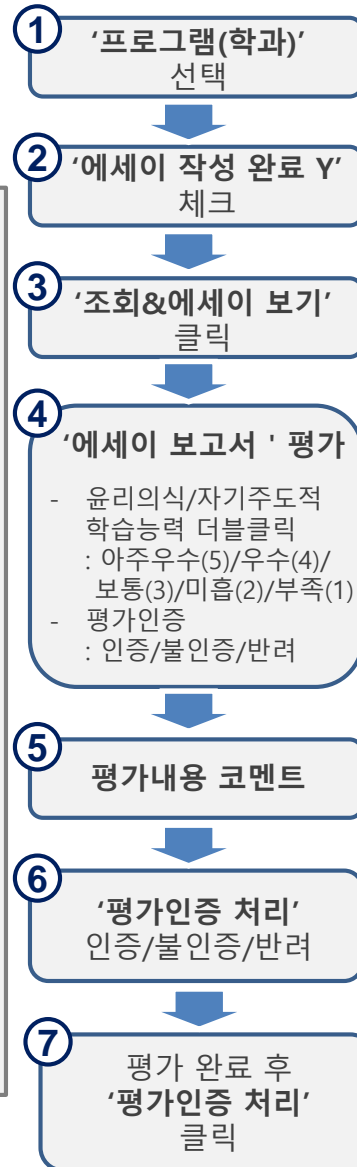 1
‘프로그램(학과)’
선택
2
‘에세이 작성 완료 Y’
체크
3
‘조회&에세이 보기’
클릭
4
‘에세이 보고서 ' 평가
- 윤리의식/자기주도적
학습능력 더블클릭
: 아주우수(5)/우수(4)/
보통(3)/미흡(2)/부족(1)
- 평가인증
: 인증/불인증/반려
5
평가내용 코멘트
6
‘평가인증 처리’
인증/불인증/반려
7
평가 완료 후
‘평가인증 처리’
클릭